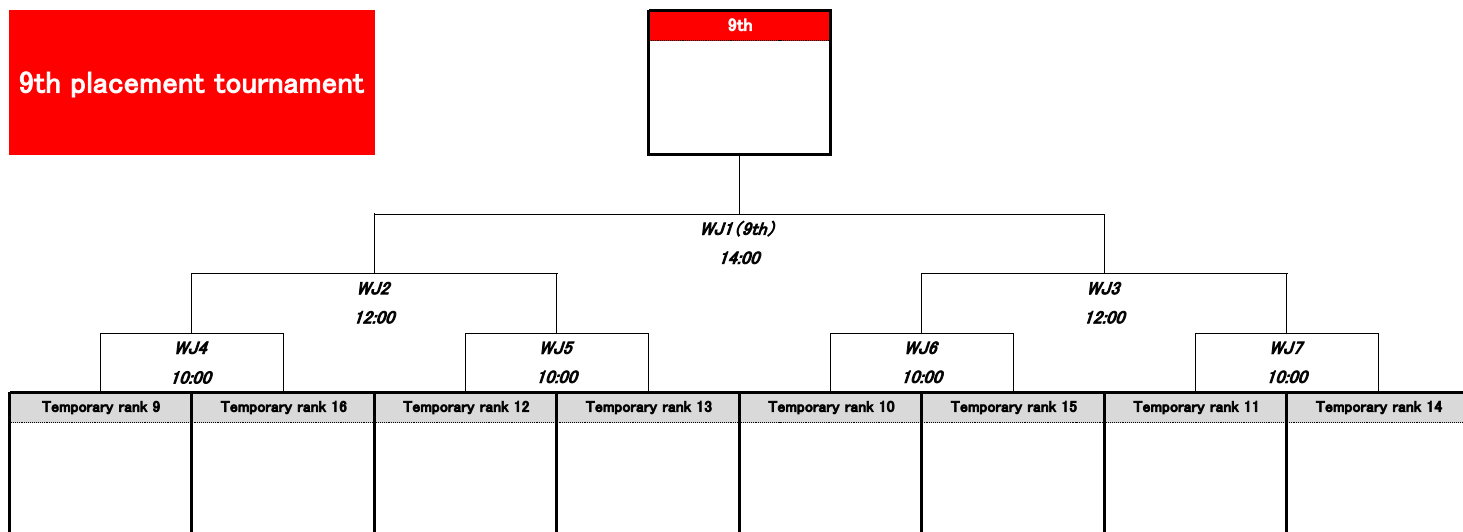 9th placement tournament
9th
WJ1(9th)
14:00
WJ2
WJ3
12:00
12:00
WJ4
WJ5
WJ6
WJ7
10:00
10:00
10:00
10:00
Temporary rank 9
Temporary rank 16
Temporary rank 12
Temporary rank 13
Temporary rank 10
Temporary rank 15
Temporary rank 11
Temporary rank 14